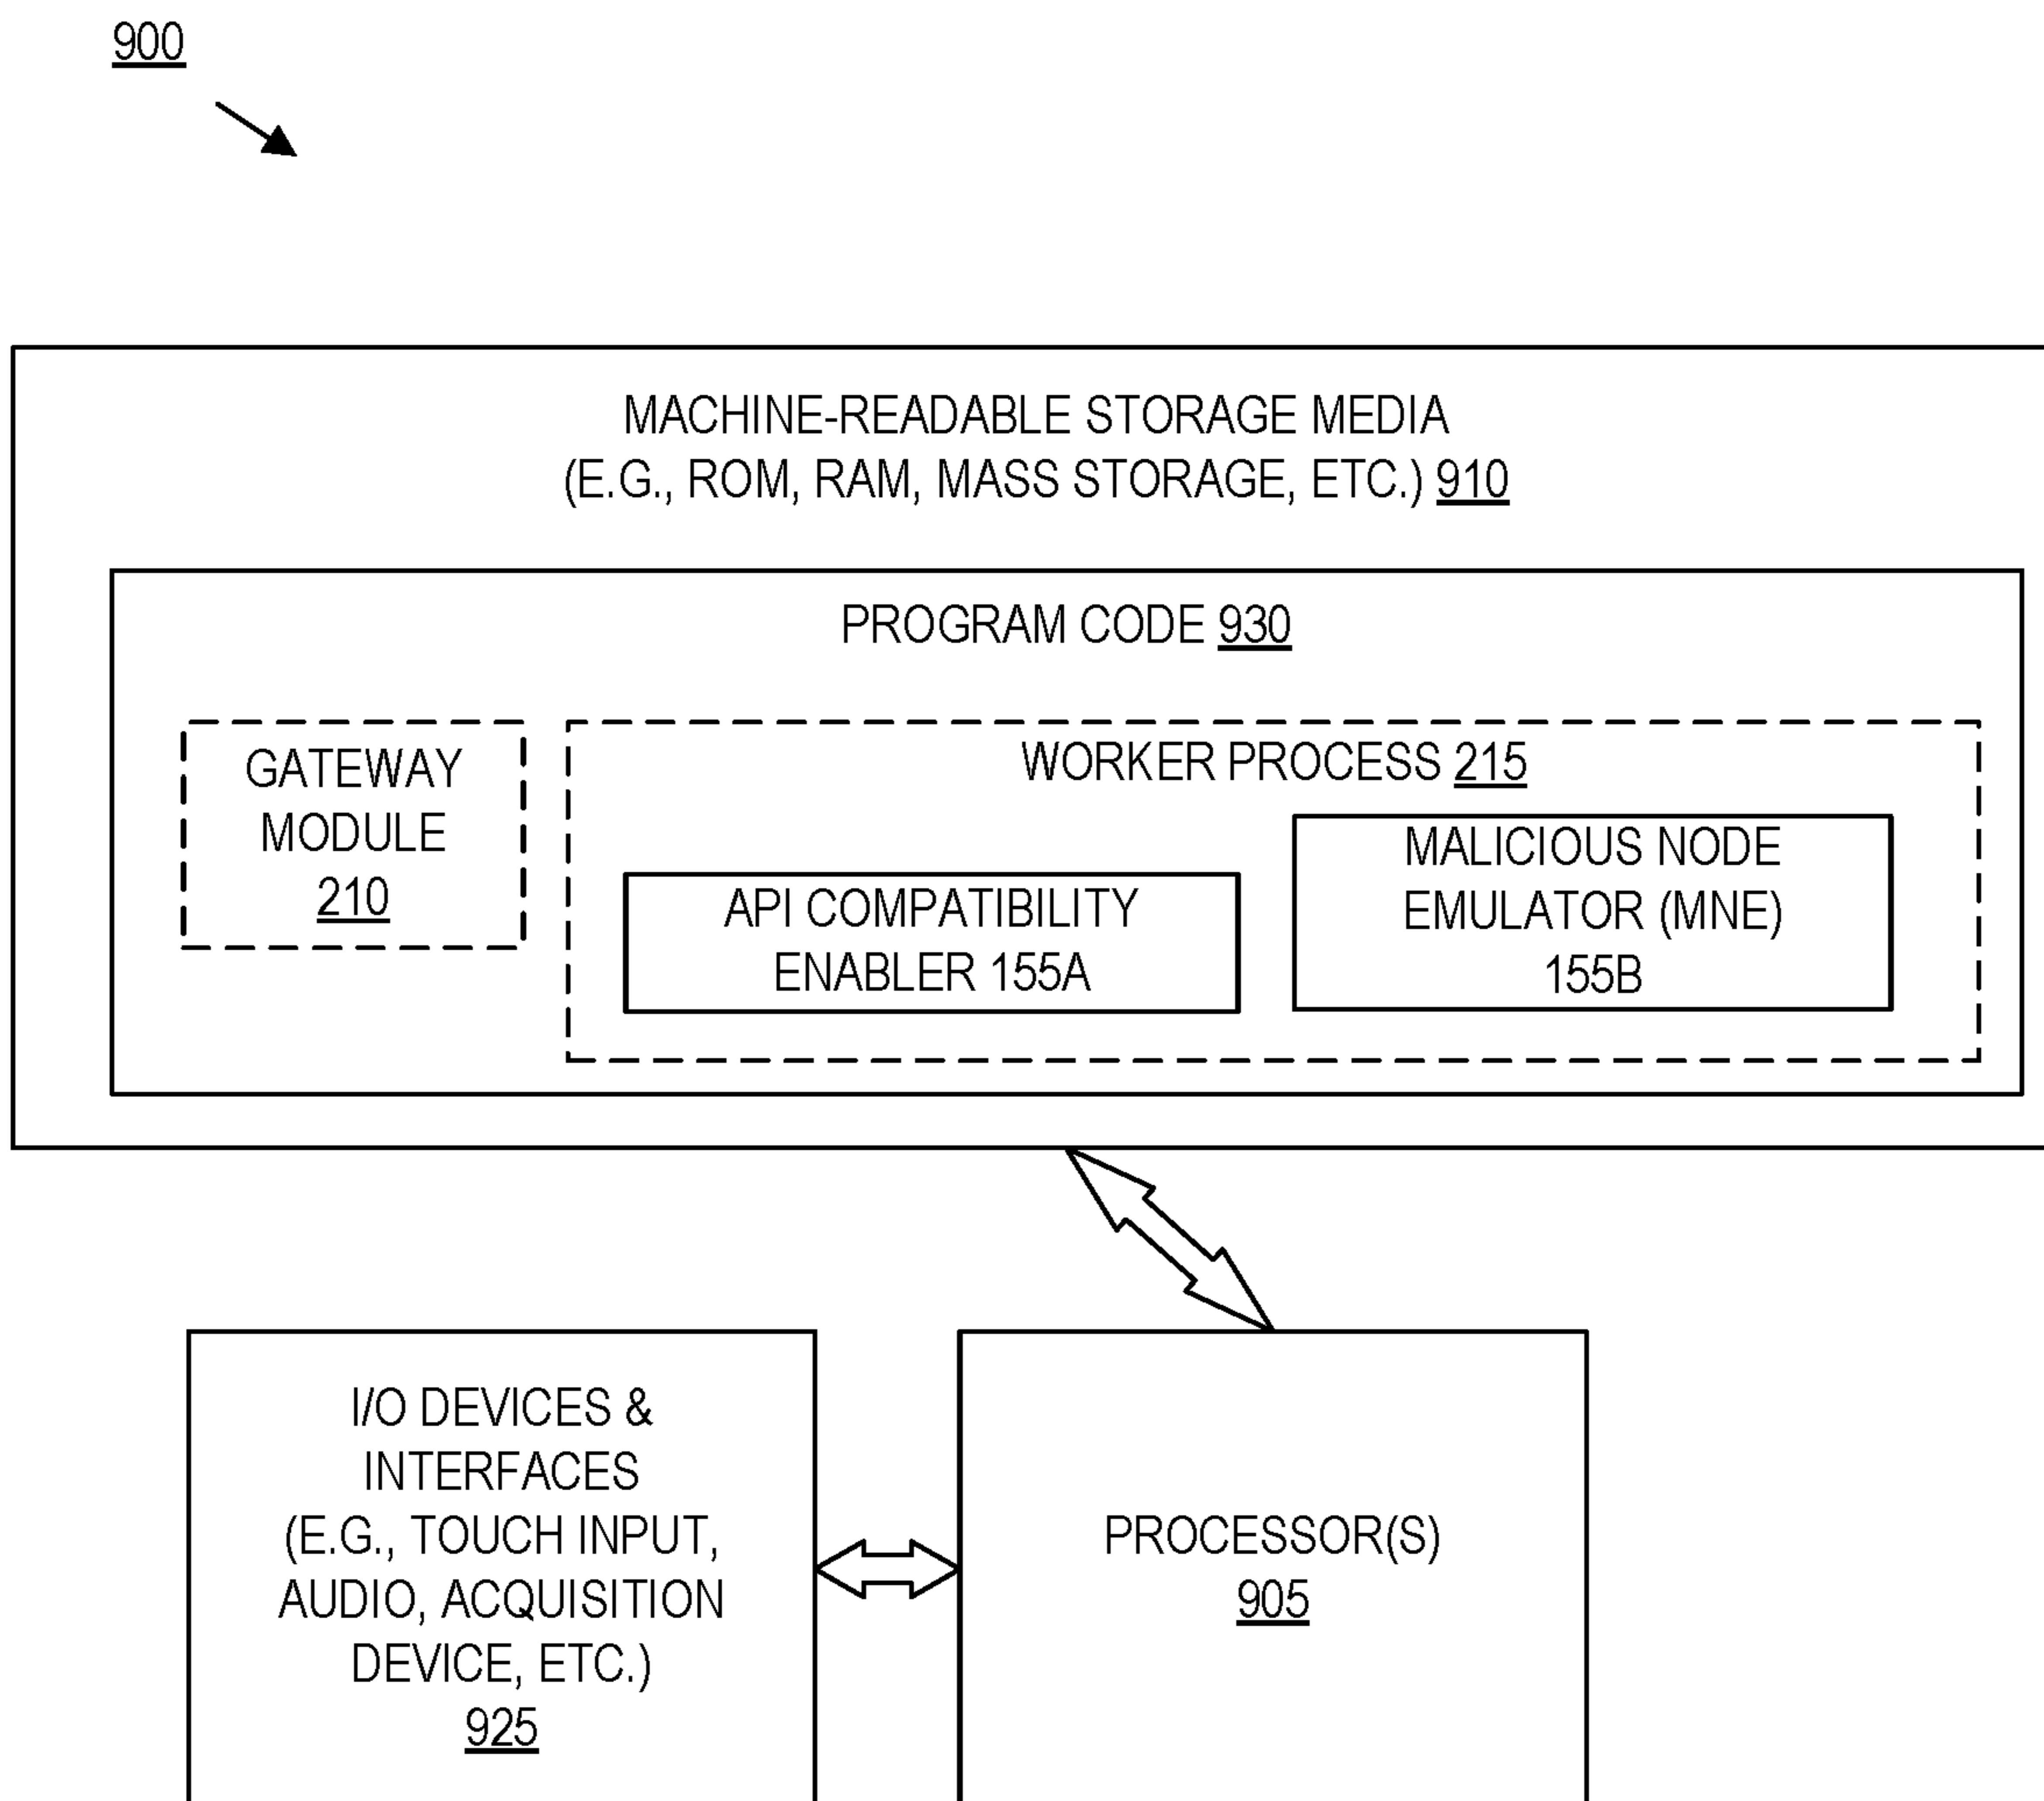 900
MACHINE-READABLE STORAGE MEDIA
(E.G., ROM, RAM, MASS STORAGE, ETC.) 910
PROGRAM CODE 930
GATEWAY
MODULE
210
WORKER PROCESS 215
API COMPATIBILITY
ENABLER 155A
MALICIOUS NODE
EMULATOR (MNE)
155B
I/O DEVICES &
INTERFACES
(E.G., TOUCH INPUT,
AUDIO, ACQUISITION
DEVICE, ETC.)
925
PROCESSOR(S)
905